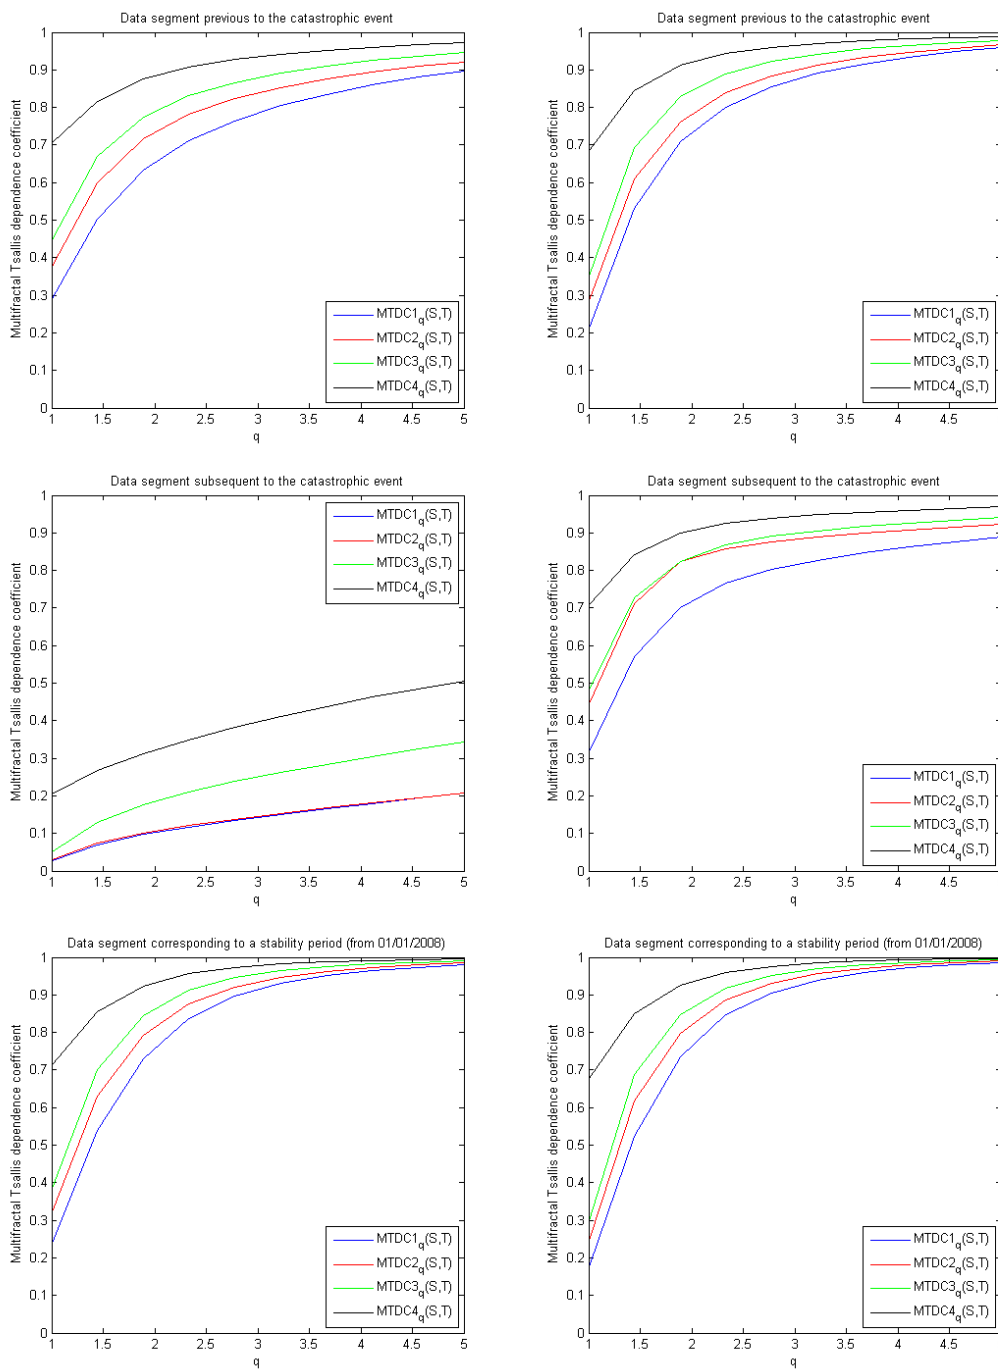 Data segment previous to the catastrophic event
Multifractal Tsallis dependence coefficient
1
0.9
0.8
0.7
0.6
0.5
0.4
0.3
0.2
0.1
0
MTDC1q(S,T)
MTDC2q(S,T)
MTDC3q(S,T)
MTDC4q(S,T)
1 1.5 2 2.5 3 3.5 4 4.5 5
q
Data segment previous to the catastrophic event
Multifractal Tsallis dependence coefficient
1
0.9
0.8
0.7
0.6
0.5
0.4
0.3
0.2
0.1
0
MTDC1q(S,T)
MTDC2q(S,T)
MTDC3q(S,T)
MTDC4q(S,T)
1 1.5 2 2.5 3 3.5 4 4.5
q
Data segment subsequent to the catastrophic event
Multifractal Tsallis dependence coefficient
1
0.9
0.8
0.7
0.6
0.5
0.4
0.3
0.2
0.1
0
MTDC1q(S,T)
MTDC2q(S,T)
MTDC3q(S,T)
MTDC4q(S,T)
1 1.5 2 2.5 3 3.5 4 4.5 5
q
Data segment subsequent to the catastrophic event
Multifractal Tsallis dependence coefficient
1
0.9
0.8
0.7
0.6
0.5
0.4
0.3
0.2
0.1
0
MTDC1q(S,T)
MTDC2q(S,T)
MTDC3q(S,T)
MTDC4q(S,T)
1 1.5 2 2.5 3 3.5 4 4.5
q
Data segment corresponding to a stability period (from 01/01/2008)
Multifractal Tsallis dependence coefficient
1
0.9
0.8
0.7
0.6
0.5
0.4
0.3
0.2
0.1
0
MTDC1q(S,T)
MTDC2q(S,T)
MTDC3q(S,T)
MTDC4q(S,T)
1 1.5 2 2.5 3 3.5 4 4.5 5
q
Data segment corresponding to a stability period (from 01/01/2008)
Multifractal Tsallis dependence coefficient
1
0.9
0.8
0.7
0.6
0.5
0.4
0.3
0.2
0.1
0
MTDC1q(S,T)
MTDC2q(S,T)
MTDC3q(S,T)
MTDC4q(S,T)
1 1.5 2 2.5 3 3.5 4 4.5
q